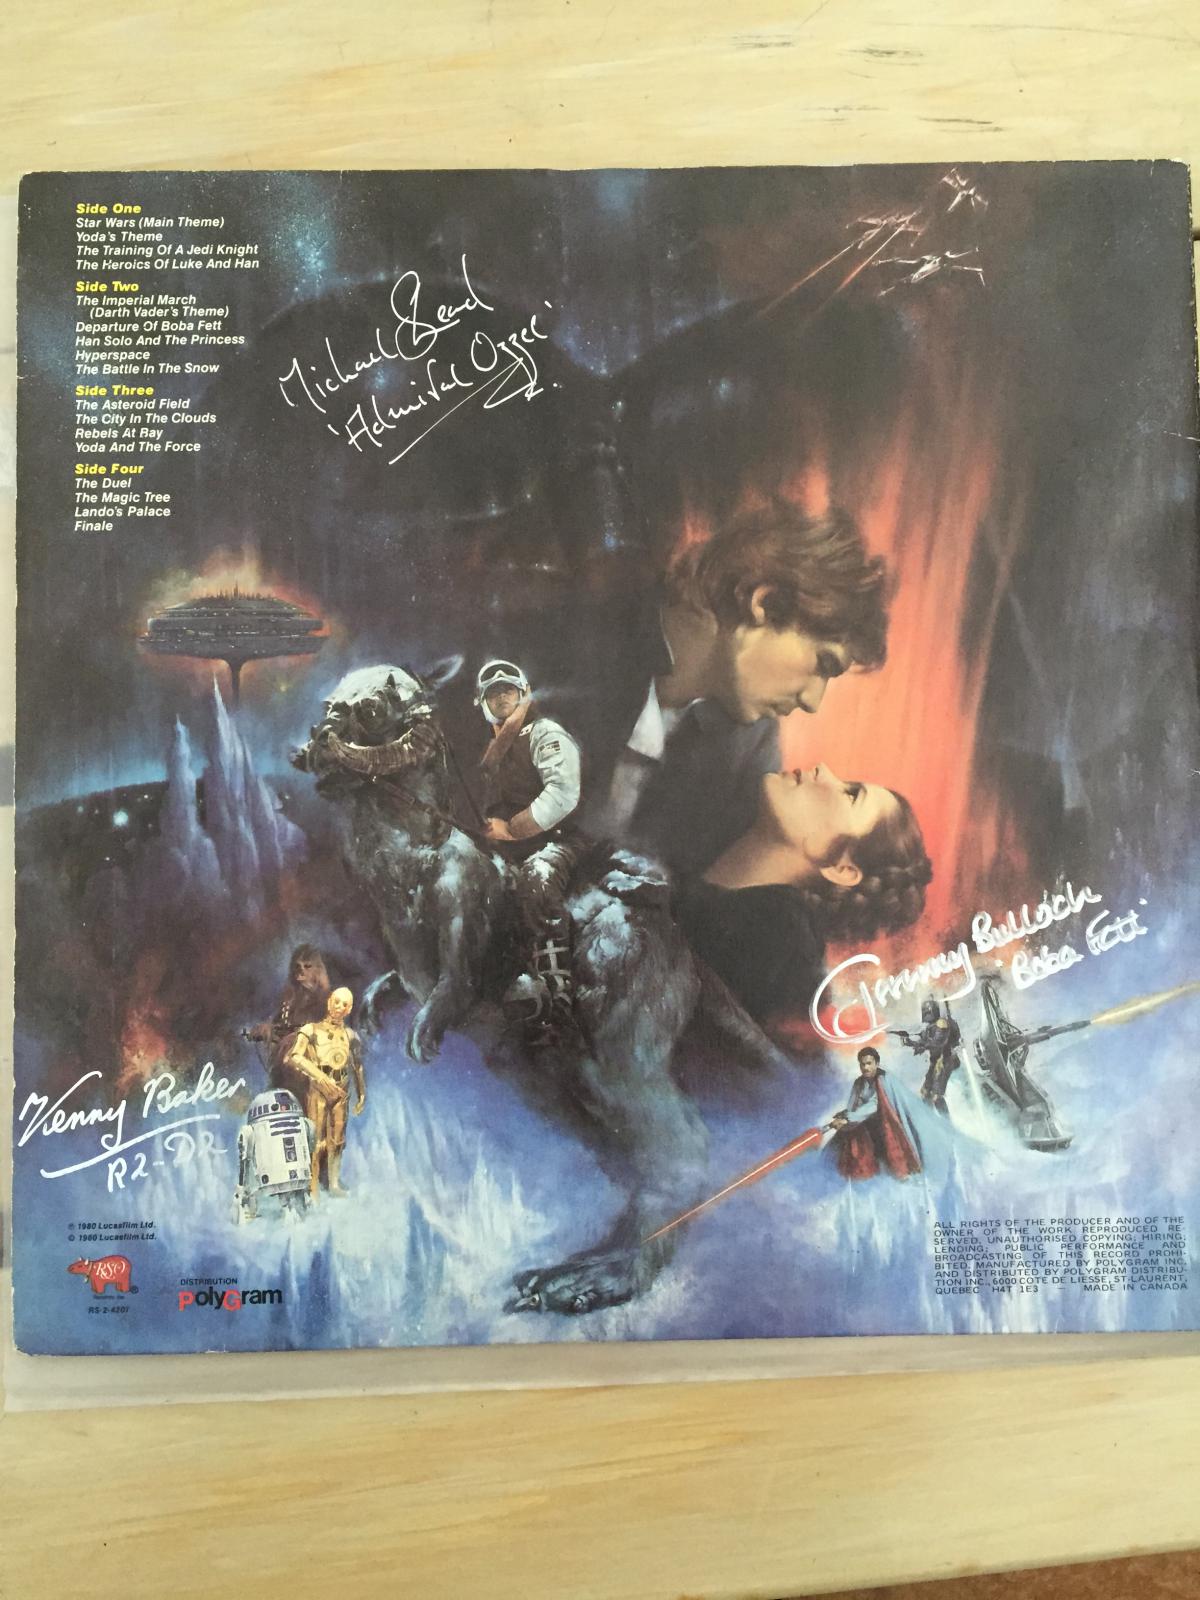 Side One
Star Wars (Main Theme)
Yoda's Theme
The Training Of A Jedi Knight
The Heroics Of Luke And Han
Side Two
The Imperial March
(Darth Vader's Theme)
Departure Of Boba Fett
Han Solo And The Princess
Hyperspace
The Battle In The Snow
Side Three
The Asteroid Field
The City In The Clouds
Rebels At Bay
Yoda And The Force
Side Four
The Duel
The Magic Tree
Lando's Palace
Finale
Michael Sheard
'Admiral Ozzel'
Jeremy Bulloch
'Boba Fett'
Kenny Baker
R2-D2
℗ 1980 Lucasfilm Ltd.
© 1980 Lucasfilm Ltd.
RSO
Records, Inc.
RS-2-4201
DISTRIBUTION
PolyGram
ALL RIGHTS OF THE PRODUCER AND OF THE
OWNER OF THE WORK REPRODUCED RE-
SERVED. UNAUTHORISED COPYING; HIRING;
LENDING; PUBLIC PERFORMANCE AND
BROADCASTING OF THIS RECORD PROHI-
BITED. MANUFACTURED BY POLYGRAM INC.
AND DISTRIBUTED BY POLYGRAM DISTRIBU-
TION INC., 6000 COTE DE LIESSE, ST-LAURENT,
QUEBEC H4T 1E3 — MADE IN CANADA